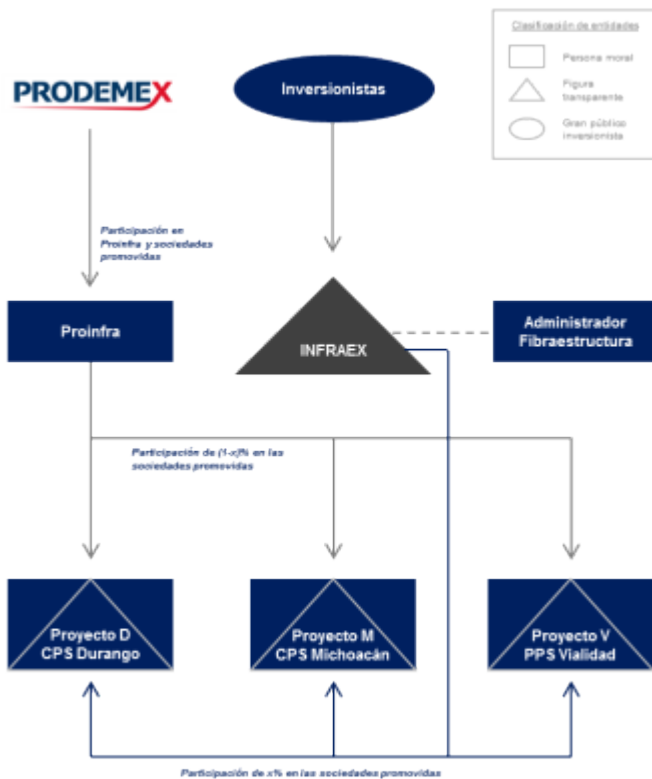 Clasificación de entidades
Persona moral
Figura
transparente
Gran público
inversionista
PRODEMEX
Inversionistas
Participación en
Proinfra y sociedades
promovidas
Proinfra
INFRAEX
Administrador
Fibraestructura
Participación de (1-x)% en las
sociedades promovidas
Proyecto D
CPS Durango
Proyecto M
CPS Michoacán
Proyecto V
PPS Vialidad
Participación de x% en las sociedades promovidas